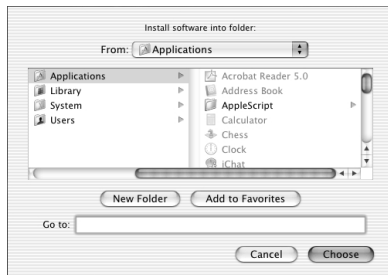 Install software into folder:
From: Applications
Applications
Library
System
Users
Acrobat Reader 5.0
Address Book
AppleScript
Calculator
Chess
Clock
iChat
New Folder
Add to Favorites
Go to:
Cancel
Choose